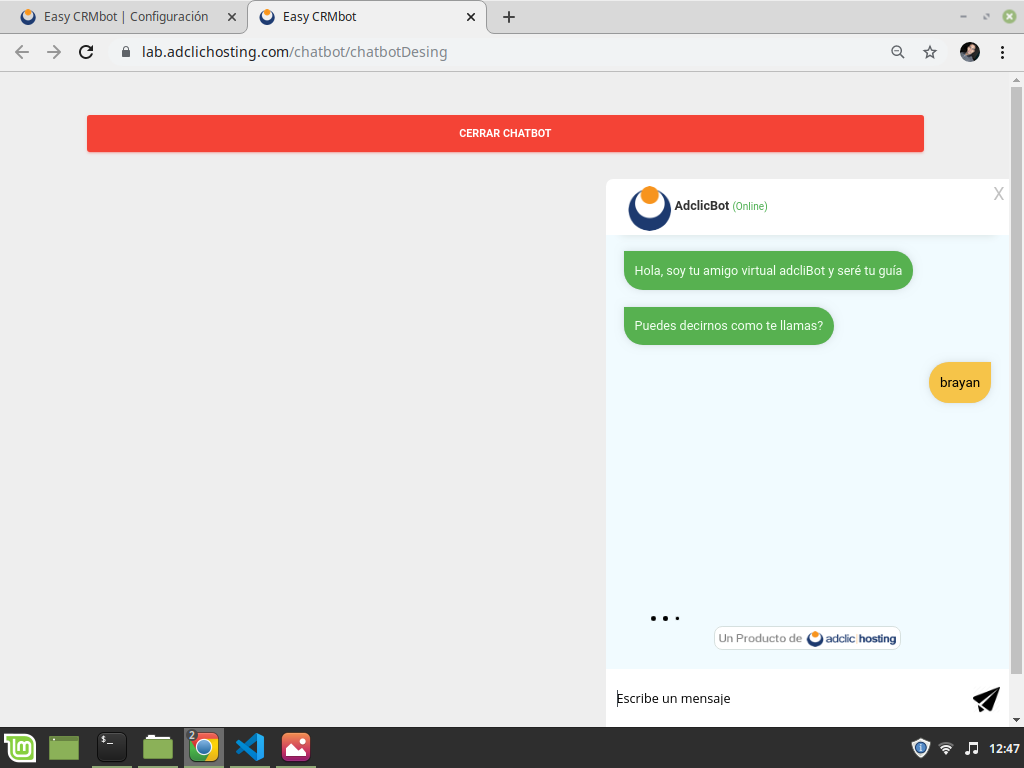 Easy CRMbot | Configuración
Easy CRMbot
lab.adclichosting.com/chatbot/chatbotDesing
CERRAR CHATBOT
X
AdclicBot (Online)
Hola, soy tu amigo virtual adcliBot y seré tu guía
Puedes decirnos como te llamas?
brayan
Un Producto de adclic hosting
Escribe un mensaje
lm
$_
2
12:47